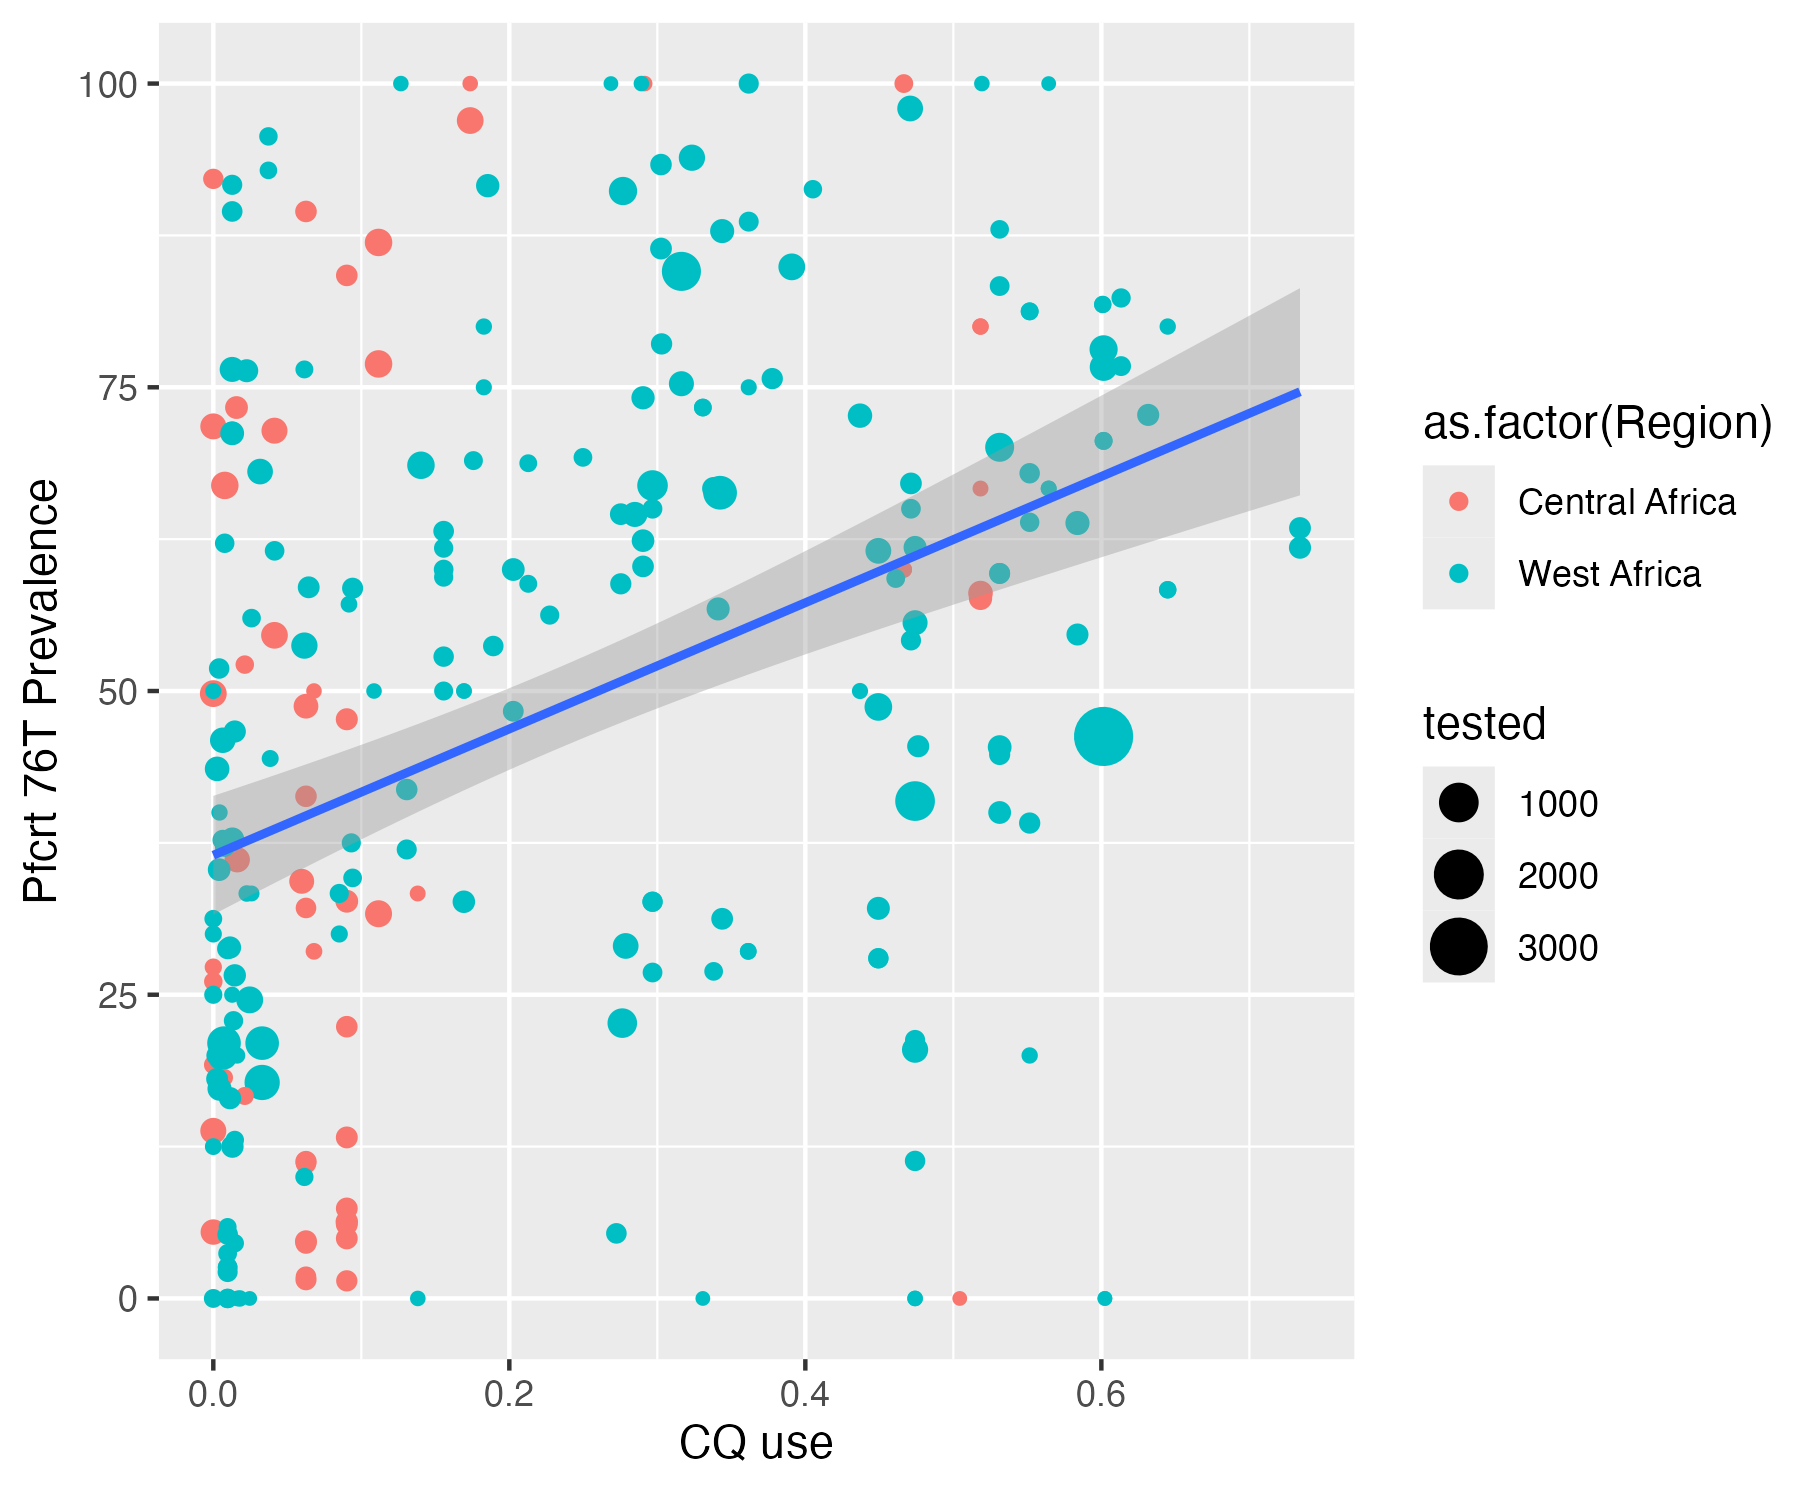 100
75
50
25
0
Pfcrt 76T Prevalence
0.0
0.2
0.4
0.6
CQ use
as.factor(Region)
Central Africa
West Africa
tested
1000
2000
3000